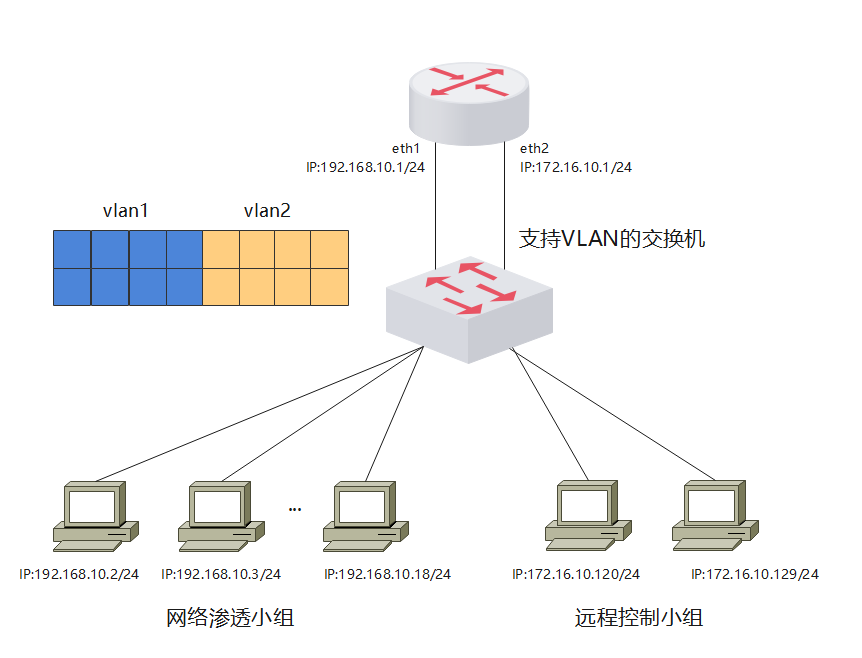 eth1
eth2
IP:192.168.10.1/24
IP:172.16.10.1/24
vlan1
vlan2
支持VLAN的交换机
...
IP:192.168.10.2/24
IP:192.168.10.3/24
IP:192.168.10.18/24
IP:172.16.10.120/24
IP:172.16.10.129/24
网络渗透小组
远程控制小组